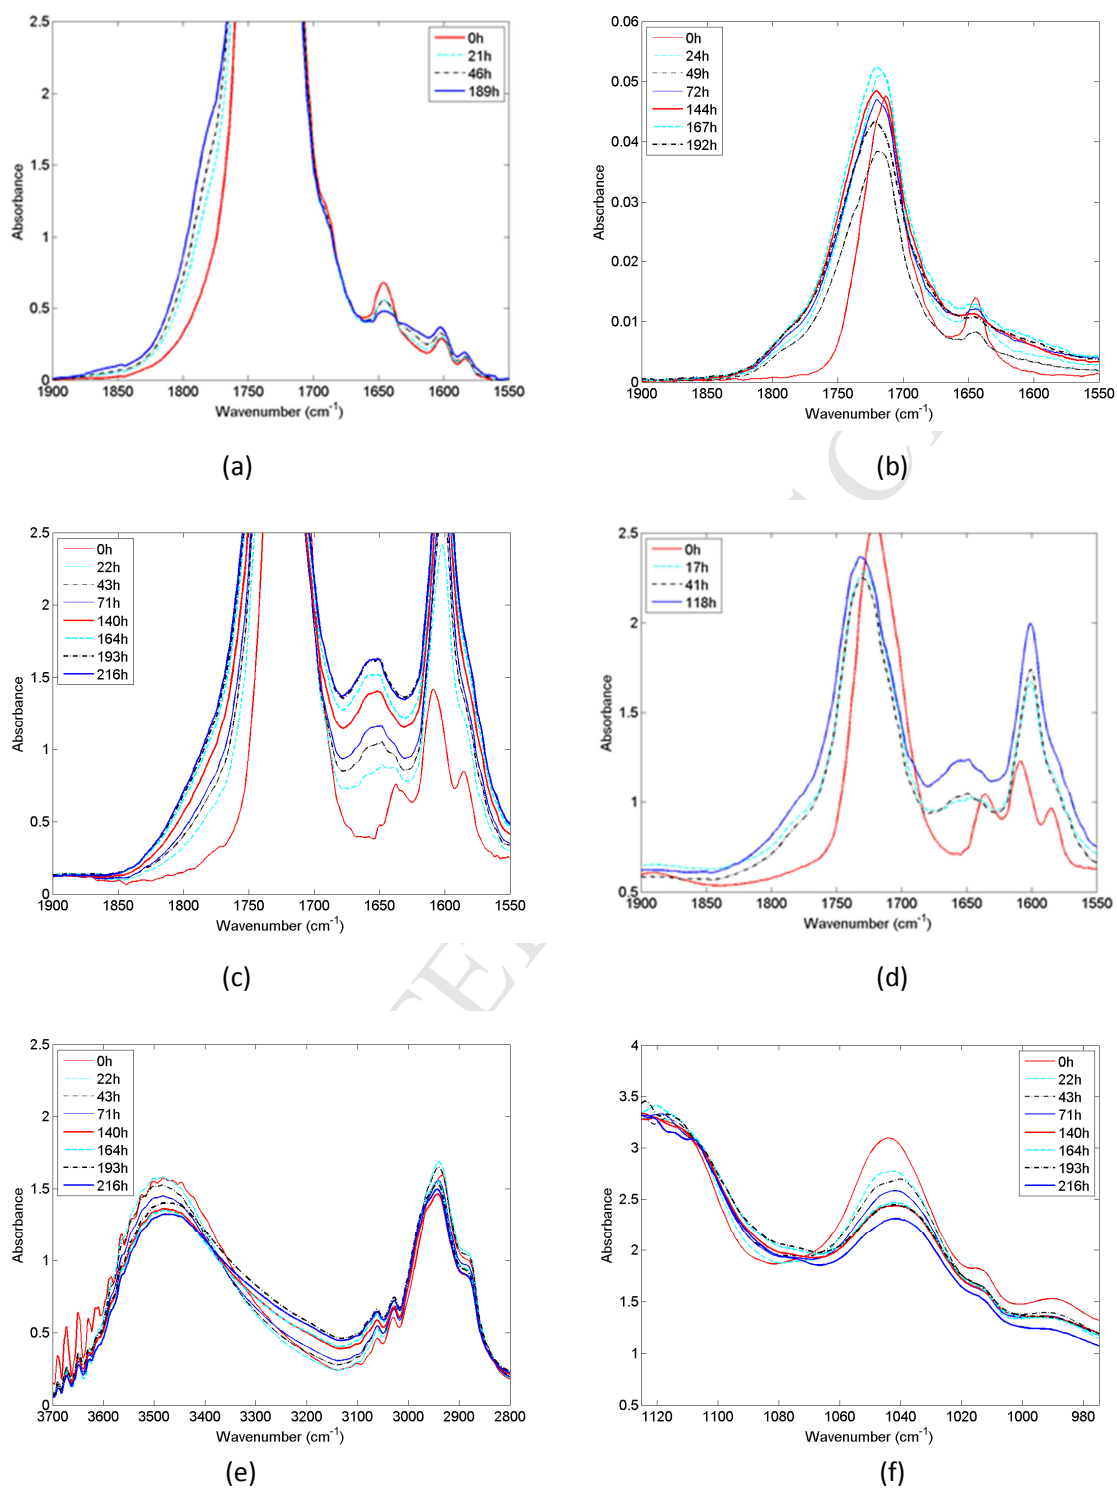 2.5
2
1.5
1
0.5
0
Absorbance
0h
21h
46h
189h
1900 1850 1800 1750 1700 1650 1600 1550
Wavenumber (cm-1)
(a)
0.06
0.05
0.04
0.03
0.02
0.01
0
Absorbance
0h
24h
49h
72h
144h
167h
192h
1900 1850 1800 1750 1700 1650 1600 1550
Wavenumber (cm-1)
(b)
2.5
2
1.5
1
0.5
0
Absorbance
0h
22h
43h
71h
140h
164h
193h
216h
1900 1850 1800 1750 1700 1650 1600 1550
Wavenumber (cm-1)
(c)
2.5
2
1.5
1
0.5
Absorbance
0h
17h
41h
118h
1900 1850 1800 1750 1700 1650 1600 1550
Wavenumber (cm-1)
(d)
2.5
2
1.5
1
0.5
0
Absorbance
0h
22h
43h
71h
140h
164h
193h
216h
3700 3600 3500 3400 3300 3200 3100 3000 2900 2800
Wavenumber (cm-1)
(e)
4
3.5
3
2.5
2
1.5
1
0.5
Absorbance
0h
22h
43h
71h
140h
164h
193h
216h
1120 1100 1080 1060 1040 1020 1000 980
Wavenumber (cm-1)
(f)